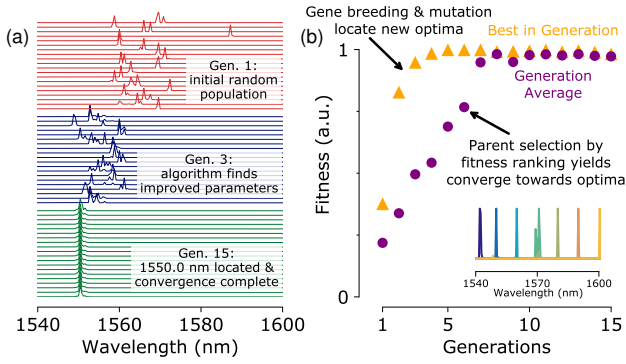 (a)
Gen. 1:
initial random
population
Gen. 3:
algorithm finds
improved parameters
Gen. 15:
1550.0 nm located &
convergence complete
1540 1560 1580 1600
Wavelength (nm)
(b)
Gene breeding & mutation
locate new optima
Best in Generation
Generation
Average
Parent selection by
fitness ranking yields
converge towards optima
1
0
Fitness (a.u.)
1540 1570 1600
Wavelength (nm)
1 5 10 15
Generations